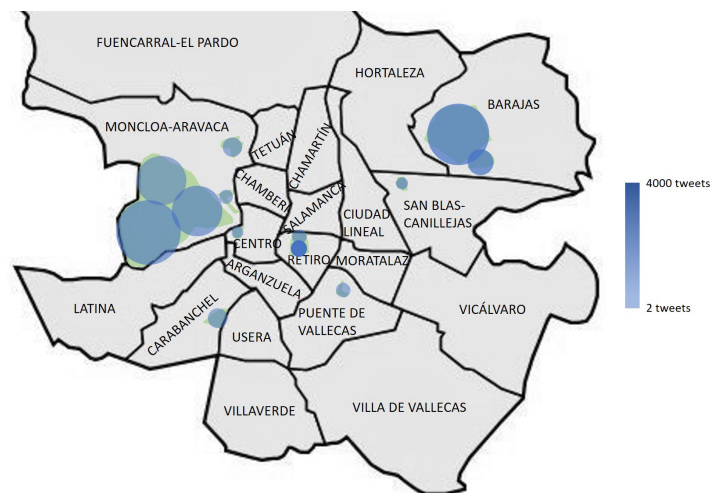 FUENCARRAL-EL PARDO
HORTALEZA
BARAJAS
MONCLOA-ARAVACA
TETUÁN
CHAMARTÍN
CHAMBERI
SALAMANCA
CIUDAD
LINEAL
SAN BLAS-
CANILLEJAS
CENTRO
RETIRO
MORATALAZ
ARGANZUELA
LATINA
CARABANCHEL
USERA
PUENTE DE
VALLECAS
VICÁLVARO
VILLAVERDE
VILLA DE VALLECAS
4000 tweets
2 tweets